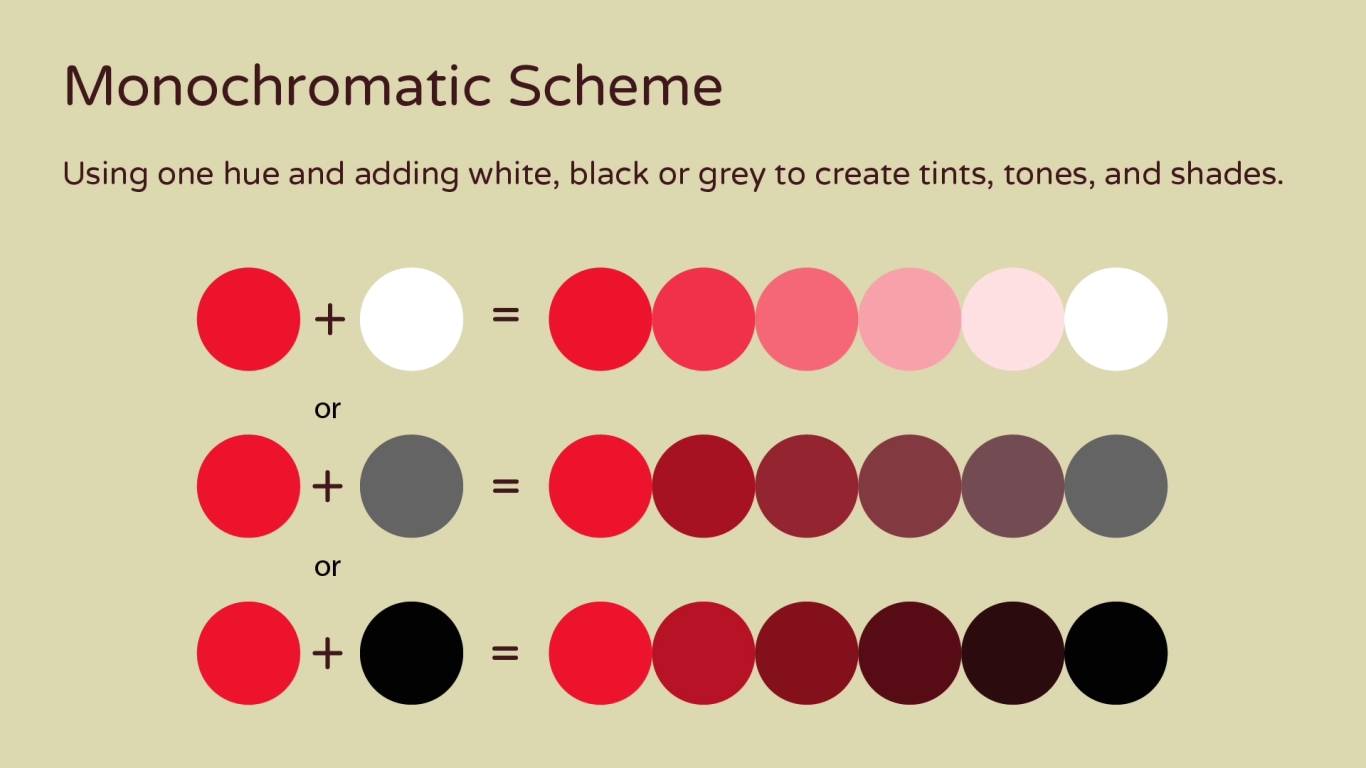 Monochromatic Scheme
Using one hue and adding white, black or grey to create tints, tones, and shades.
+ =
or
+ =
or
+ =